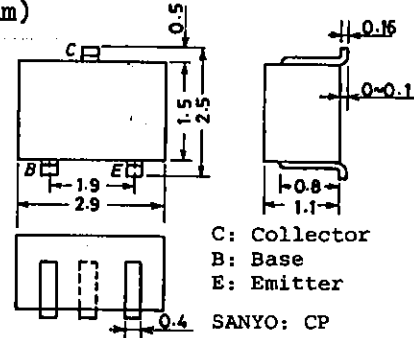 m)
C
0.5
0.16
1.5
2.5
0~0.1
B
E
1.9
2.9
0.8
1.1
C: Collector
B: Base
E: Emitter
0.4
SANYO: CP